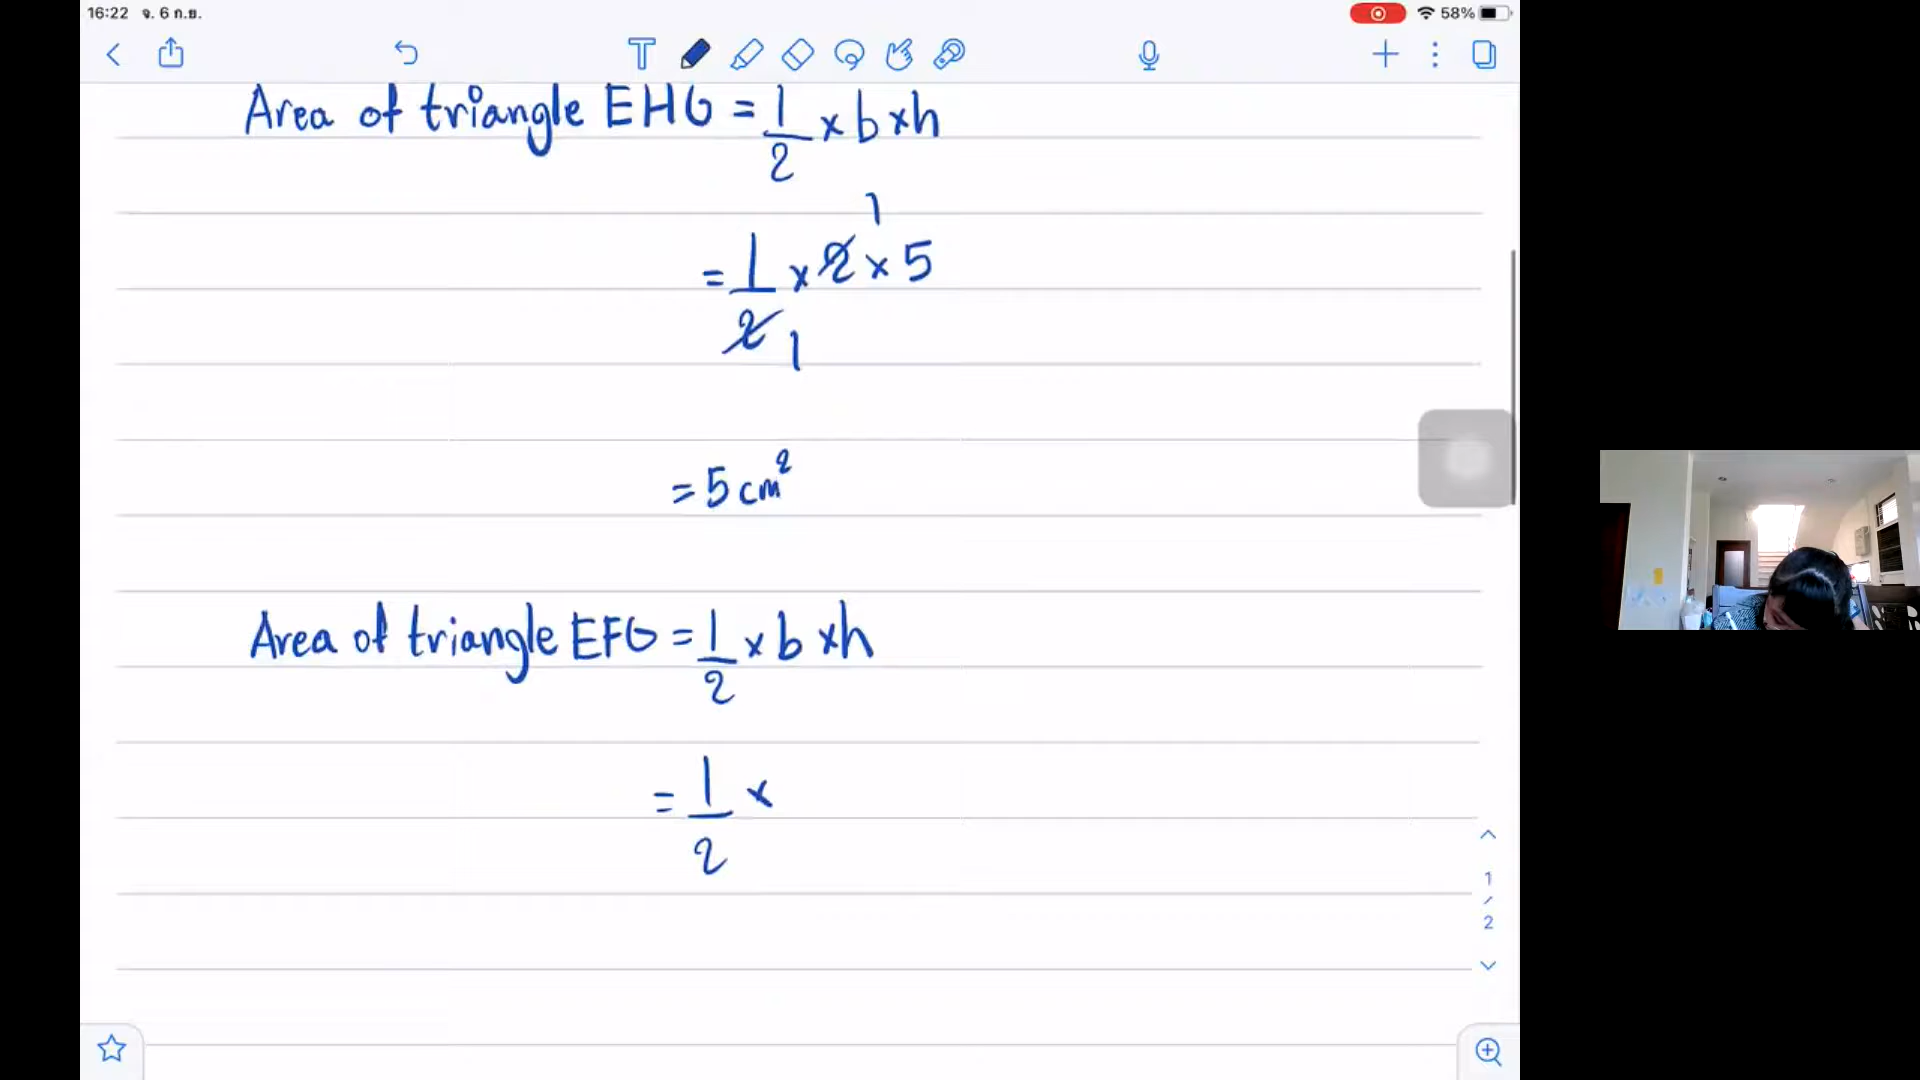 16:22 จ. 6 ก.ย. 58%
Area of triangle EHG = 1/2 × b × h
1
= 1/2 × 2 × 5
1
= 5 cm²
Area of triangle EFG = 1/2 × b × h
= 1/2 ×
1
/
2